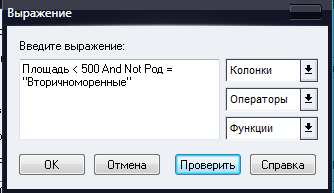 Выражение
Введите выражение:
Площадь < 500 And Not Род =
"Вторичноморенные"
Колонки
Операторы
Функции
OK
Отмена
Проверить
Справка